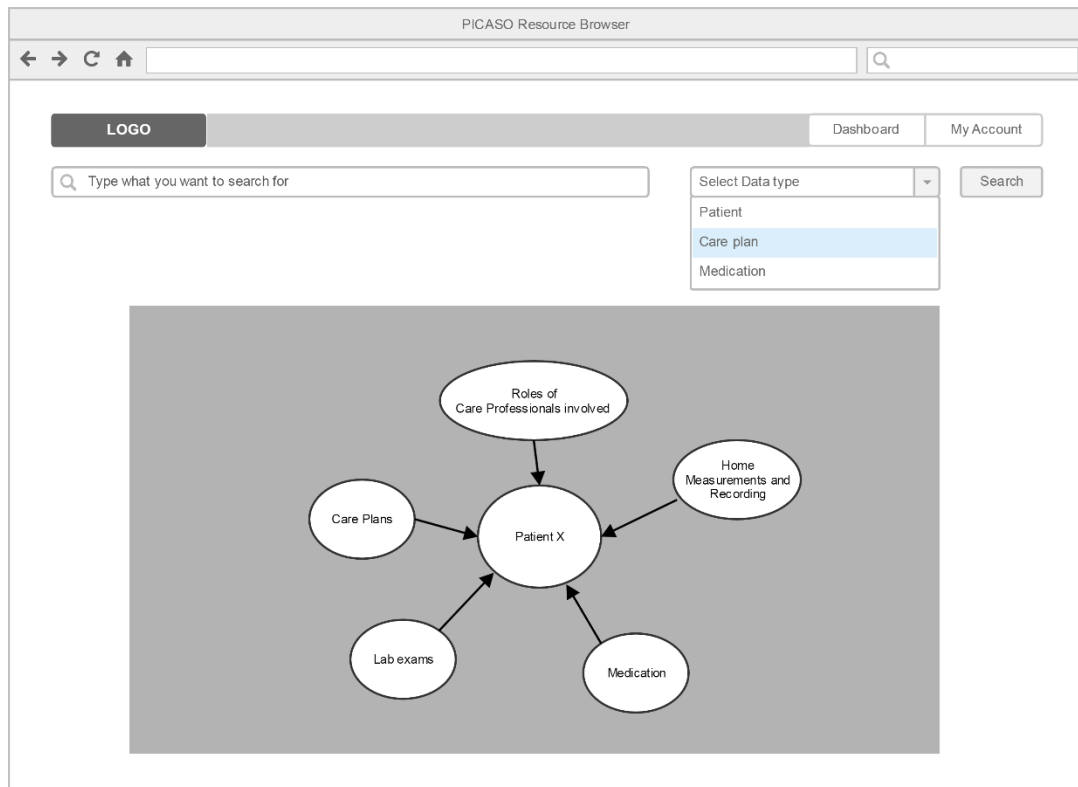 PICASO Resource Browser
LOGO
Dashboard
My Account
Type what you want to search for
Select Data type
Search
Patient
Care plan
Medication
Roles of
Care Professionals involved
Home
Measurements and
Recording
Care Plans
Patient X
Lab exams
Medication